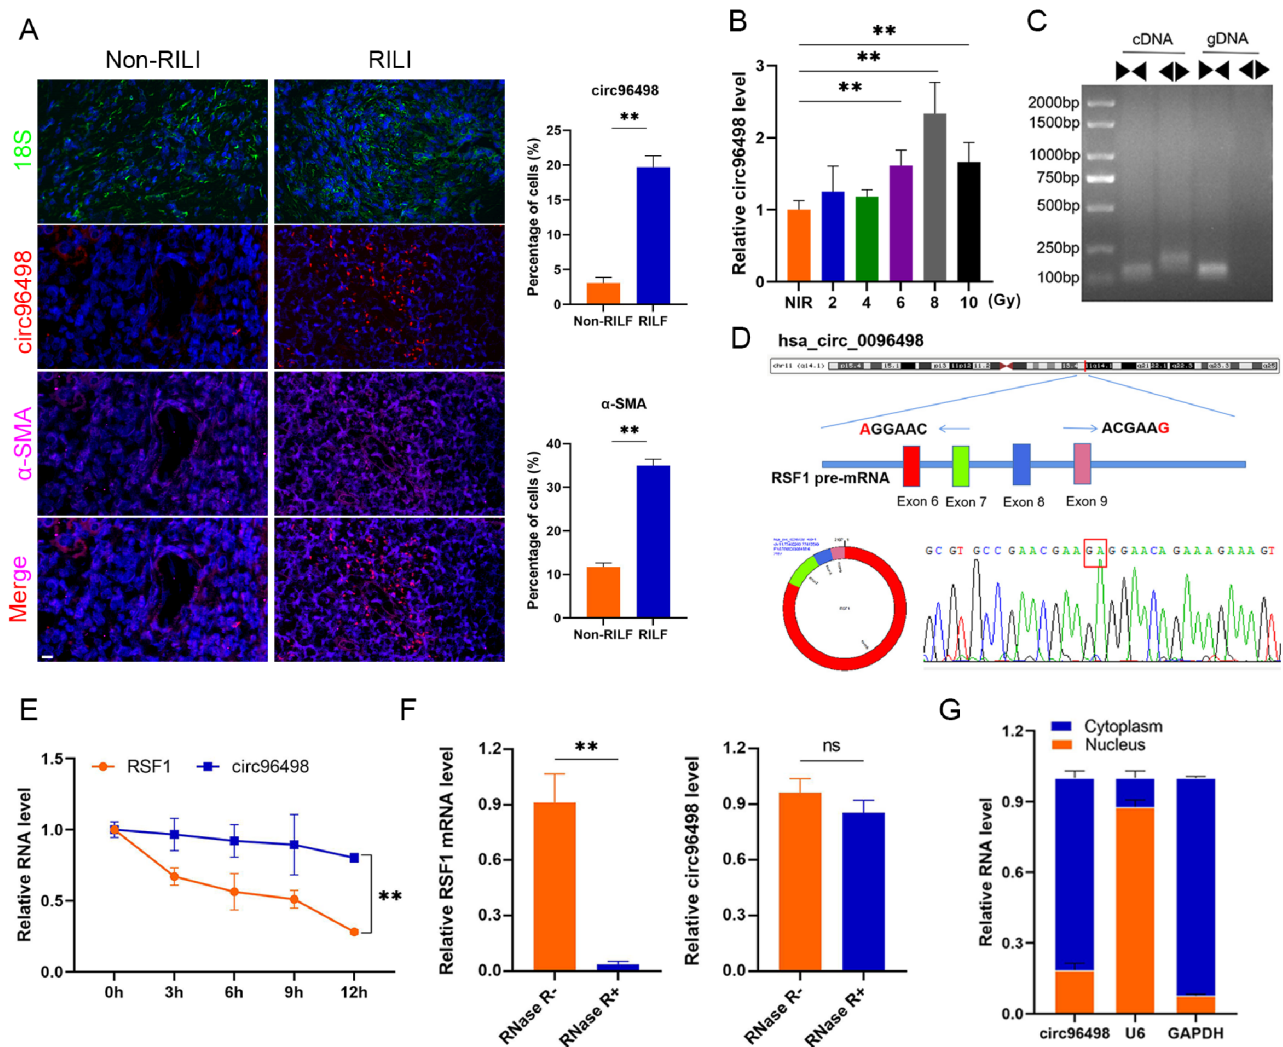 A
Non-RILI
RILI
18S
circ96498
α-SMA
Merge
circ96498
**
Percentage of cells (%)
25
20
15
10
5
0
Non-RILF
RILF
α-SMA
**
Percentage of cells (%)
40
30
20
10
0
Non-RILF
RILF
B
**
**
**
Relative circ96498 level
3
2
1
0
NIR
2
4
6
8
10
(Gy)
C
cDNA
gDNA
2000bp
1500bp
1000bp
750bp
500bp
250bp
100bp
D
hsa_circ_0096498
chr11 (q14.1)
AGGAAC
ACGAAG
RSF1 pre-mRNA
Exon 6
Exon 7
Exon 8
Exon 9
GCGTGCCGAACGAAGAGGAACAGAAAGAAAGT
E
RSF1
circ96498
Relative RNA level
1.5
1.0
0.5
0.0
0h
3h
6h
9h
12h
**
F
Relative RSF1 mRNA level
1.2
0.9
0.6
0.3
0.0
**
RNase R-
RNase R+
Relative circ96498 level
1.2
0.9
0.6
0.3
0.0
ns
RNase R-
RNase R+
G
Cytoplasm
Nucleus
Relative RNA level
1.2
0.9
0.6
0.3
0.0
circ96498
U6
GAPDH